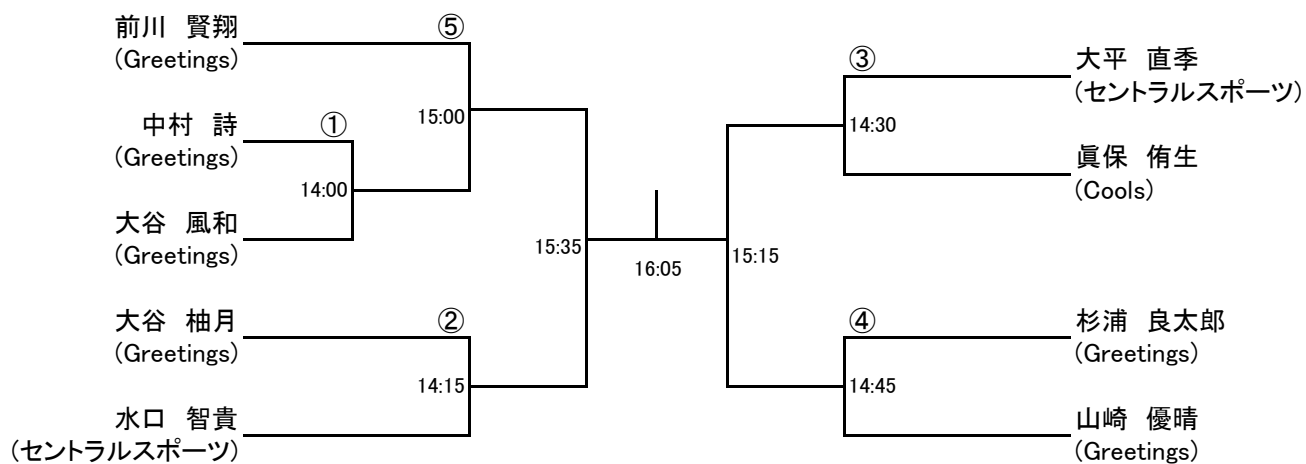 前川　賢翔
(Greetings)
⑤
15:00
中村　詩
(Greetings)
①
14:00
大谷　風和
(Greetings)
15:35
大谷　柚月
(Greetings)
②
14:15
水口　智貴
(セントラルスポーツ)
16:05
③
大平　直季
(セントラルスポーツ)
14:30
眞保　侑生
(Cools)
15:15
④
杉浦　良太郎
(Greetings)
14:45
山崎　優晴
(Greetings)